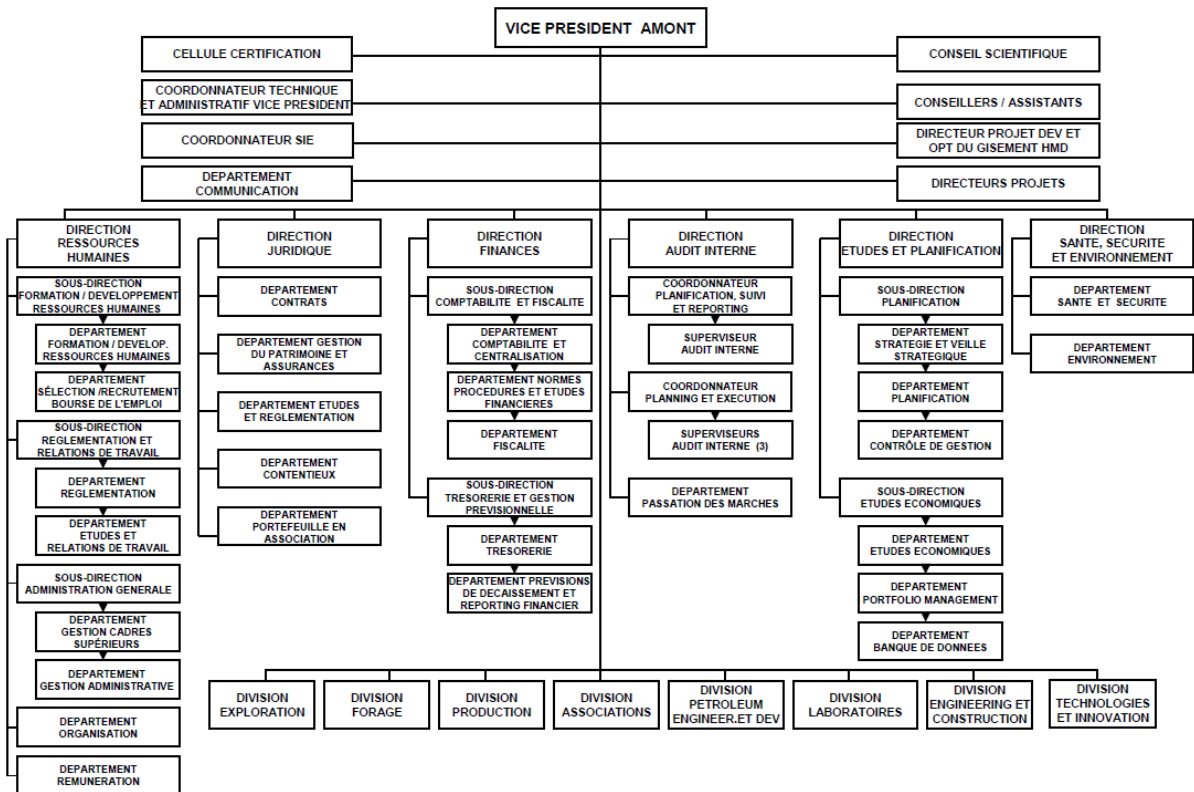 VICE PRESIDENT AMONT
CELLULE CERTIFICATION
CONSEIL SCIENTIFIQUE
COORDONNATEUR TECHNIQUE
ET ADMINISTRATIF VICE PRESIDENT
CONSEILLERS / ASSISTANTS
COORDONNATEUR SIE
DIRECTEUR PROJET DEV ET
OPT DU GISEMENT HMD
DEPARTEMENT
COMMUNICATION
DIRECTEURS PROJETS
DIRECTION
RESSOURCES
HUMAINES
SOUS-DIRECTION
FORMATION / DEVELOPPEMENT
RESSOURCES HUMAINES
DEPARTEMENT
FORMATION / DEVELOP.
RESSOURCES HUMAINES
DEPARTEMENT
SÉLECTION /RECRUTEMENT
BOURSE DE L'EMPLOI
SOUS-DIRECTION
REGLEMENTATION ET
RELATIONS DE TRAVAIL
DEPARTEMENT
REGLEMENTATION
DEPARTEMENT
ETUDES ET
RELATIONS DE TRAVAIL
SOUS-DIRECTION
ADMINISTRATION GENERALE
DEPARTEMENT
GESTION CADRES
SUPÉRIEURS
DEPARTEMENT
GESTION ADMINISTRATIVE
DEPARTEMENT
ORGANISATION
DEPARTEMENT
REMUNERATION
DIRECTION
JURIDIQUE
DEPARTEMENT
CONTRATS
DEPARTEMENT GESTION
DU PATRIMOINE ET
ASSURANCES
DEPARTEMENT ETUDES
ET REGLEMENTATION
DEPARTEMENT
CONTENTIEUX
DEPARTEMENT
PORTEFEUILLE EN
ASSOCIATION
DIRECTION
FINANCES
SOUS-DIRECTION
COMPTABILITE ET FISCALITE
DEPARTEMENT
COMPTABILITE ET
CENTRALISATION
DEPARTEMENT NORMES
PROCEDURES ET ETUDES
FINANCIERES
DEPARTEMENT
FISCALITE
SOUS-DIRECTION
TRESORERIE ET GESTION
PREVISIONNELLE
DEPARTEMENT
TRESORERIE
DEPARTEMENT PREVISIONS
DE DECAISSEMENT ET
REPORTING FINANCIER
DIRECTION
AUDIT INTERNE
COORDONNATEUR
PLANIFICATION, SUIVI
ET REPORTING
SUPERVISEUR
AUDIT INTERNE
COORDONNATEUR
PLANNING ET EXECUTION
SUPERVISEURS
AUDIT INTERNE (3)
DEPARTEMENT
PASSATION DES MARCHES
DIRECTION
ETUDES ET PLANIFICATION
SOUS-DIRECTION
PLANIFICATION
DEPARTEMENT
STRATEGIE ET VEILLE
STRATEGIQUE
DEPARTEMENT
PLANIFICATION
DEPARTEMENT
CONTRÔLE DE GESTION
SOUS-DIRECTION
ETUDES ECONOMIQUES
DEPARTEMENT
ETUDES ECONOMIQUES
DEPARTEMENT
PORTFOLIO MANAGEMENT
DEPARTEMENT
BANQUE DE DONNEES
DIRECTION
SANTE, SECURITE
ET ENVIRONNEMENT
DEPARTEMENT
SANTE ET SECURITE
DEPARTEMENT
ENVIRONNEMENT
DIVISION
EXPLORATION
DIVISION
FORAGE
DIVISION
PRODUCTION
DIVISION
ASSOCIATIONS
DIVISION
PETROLEUM
ENGINEER.ET DEV
DIVISION
LABORATOIRES
DIVISION
ENGINEERING ET
CONSTRUCTION
DIVISION
TECHNOLOGIES
ET INNOVATION